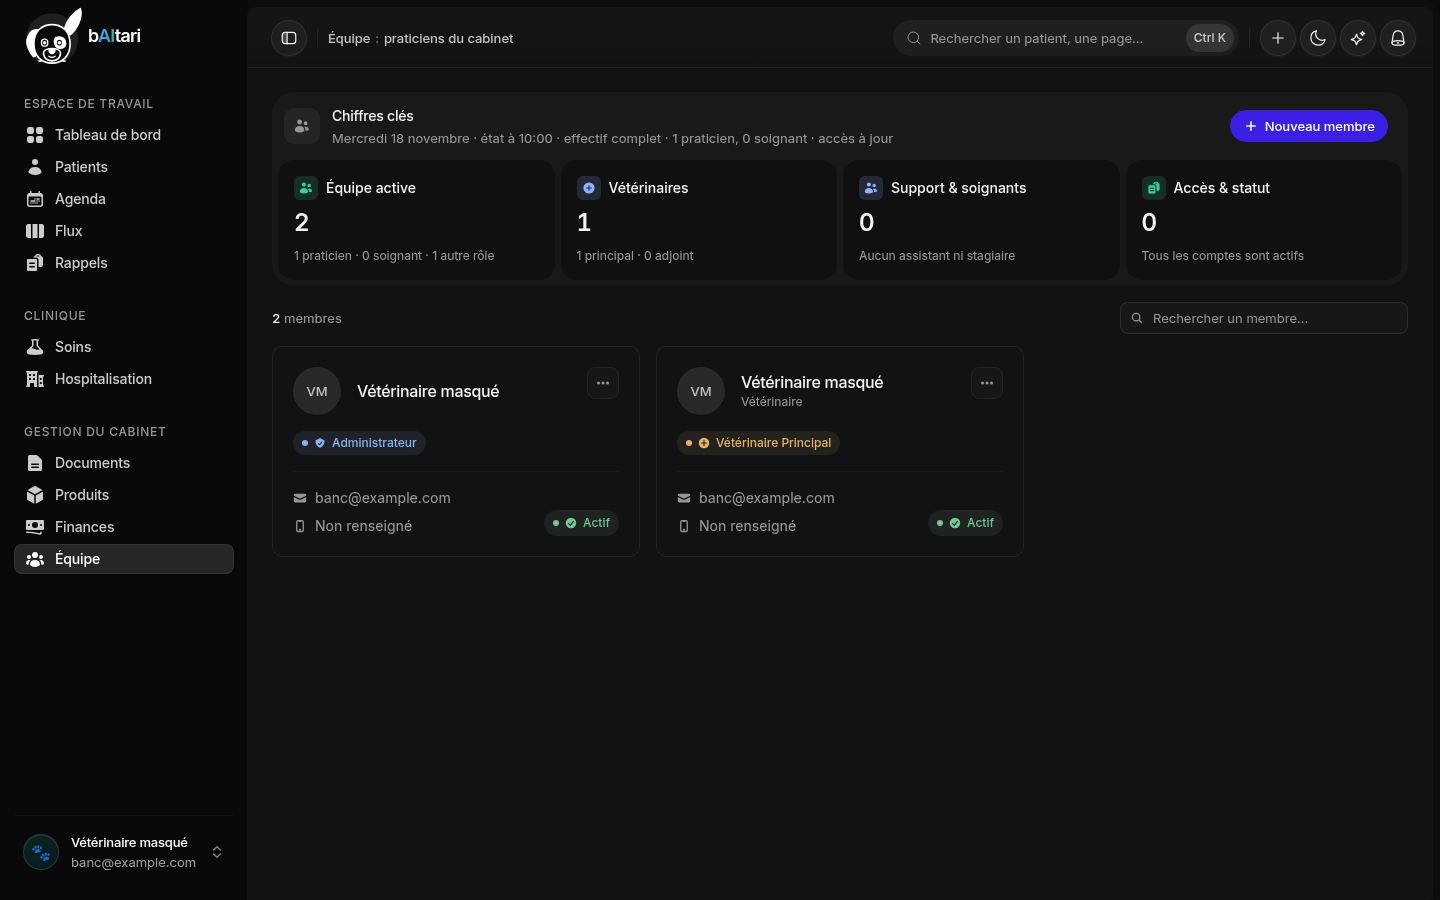 bAItari
ESPACE DE TRAVAIL
Tableau de bord
Patients
Agenda
Flux
Rappels
CLINIQUE
Soins
Hospitalisation
GESTION DU CABINET
Documents
Produits
Finances
Équipe
Vétérinaire masqué
banc@example.com
Équipe : praticiens du cabinet
Rechercher un patient, une page...
Ctrl K
Chiffres clés
Mercredi 18 novembre · état à 10:00 · effectif complet · 1 praticien, 0 soignant · accès à jour
Nouveau membre
Équipe active
2
1 praticien · 0 soignant · 1 autre rôle
Vétérinaires
1
1 principal · 0 adjoint
Support & soignants
0
Aucun assistant ni stagiaire
Accès & statut
0
Tous les comptes sont actifs
2 membres
Rechercher un membre...
VM
Vétérinaire masqué
Administrateur
banc@example.com
Non renseigné
Actif
VM
Vétérinaire masqué
Vétérinaire
Vétérinaire Principal
banc@example.com
Non renseigné
Actif